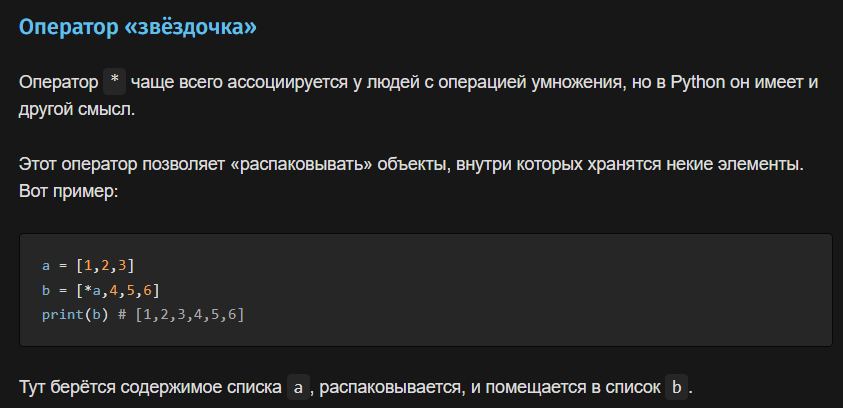 Оператор «звёздочка»
Оператор * чаще всего ассоциируется у людей с операцией умножения, но в Python он имеет и
другой смысл.
Этот оператор позволяет «распаковывать» объекты, внутри которых хранятся некие элементы.
Вот пример:
a = [1,2,3]
b = [*a,4,5,6]
print(b) # [1,2,3,4,5,6]
Тут берётся содержимое списка a, распаковывается, и помещается в список b.